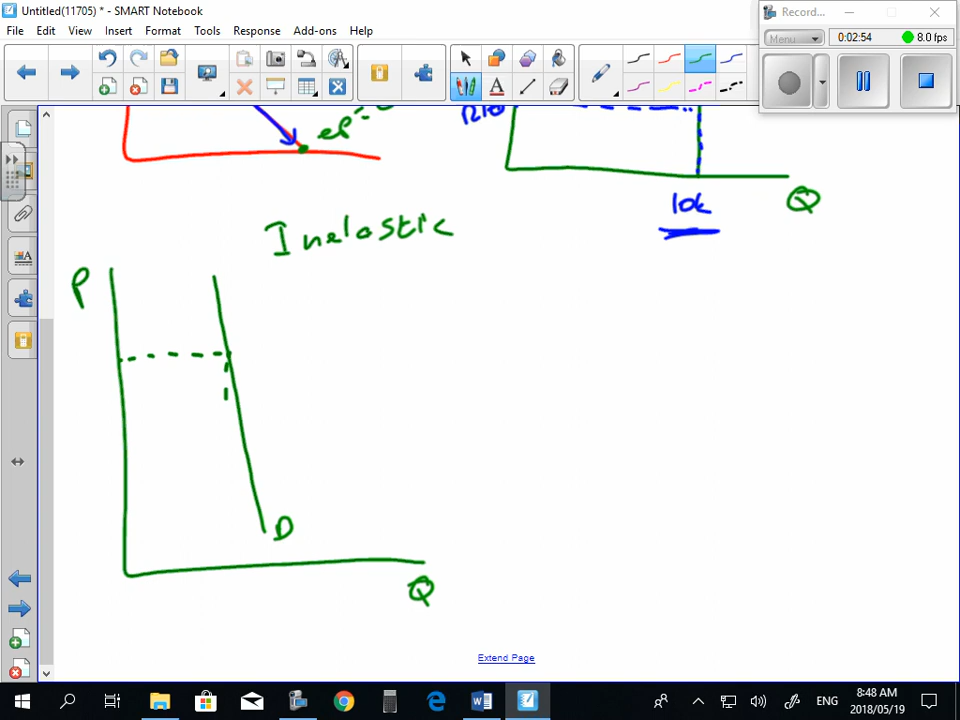 Untitled(11705) * - SMART Notebook
File Edit View Insert Format Tools Response Add-ons Help
Record...
Menu 0:02:54 8.0 fps
eP=
10k
Q
Inelastic
P
D
Q
Extend Page
ENG
8:48 AM
2018/05/19